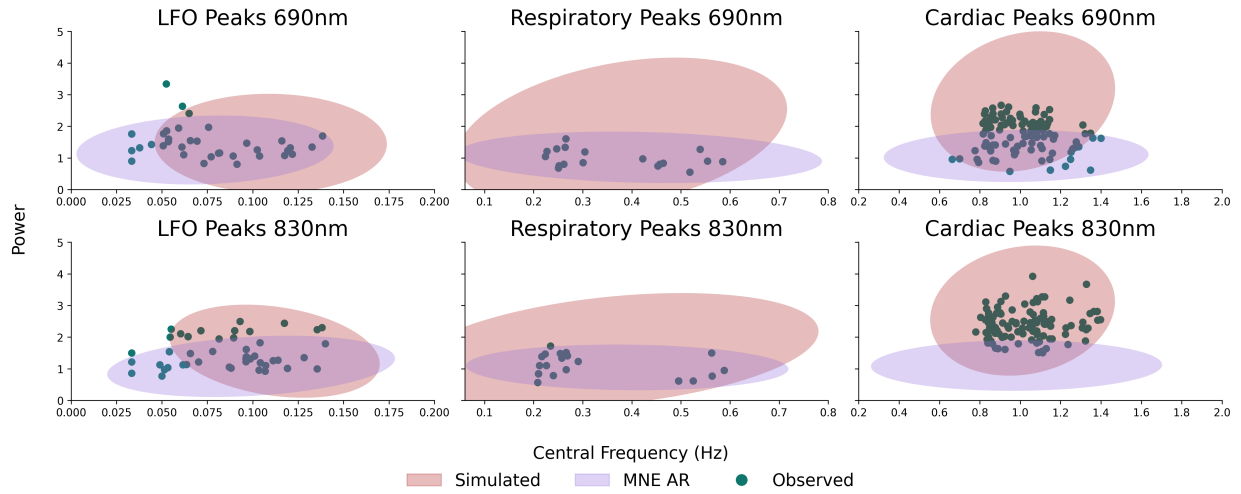 LFO Peaks 690nm
Respiratory Peaks 690nm
Cardiac Peaks 690nm
5
4
3
2
1
0
0.000 0.025 0.050 0.075 0.100 0.125 0.150 0.175 0.200
0.1 0.2 0.3 0.4 0.5 0.6 0.7 0.8
0.2 0.4 0.6 0.8 1.0 1.2 1.4 1.6 1.8 2.0
Power
LFO Peaks 830nm
Respiratory Peaks 830nm
Cardiac Peaks 830nm
5
4
3
2
1
0
0.000 0.025 0.050 0.075 0.100 0.125 0.150 0.175 0.200
0.1 0.2 0.3 0.4 0.5 0.6 0.7 0.8
0.2 0.4 0.6 0.8 1.0 1.2 1.4 1.6 1.8 2.0
Central Frequency (Hz)
Simulated MNE AR Observed